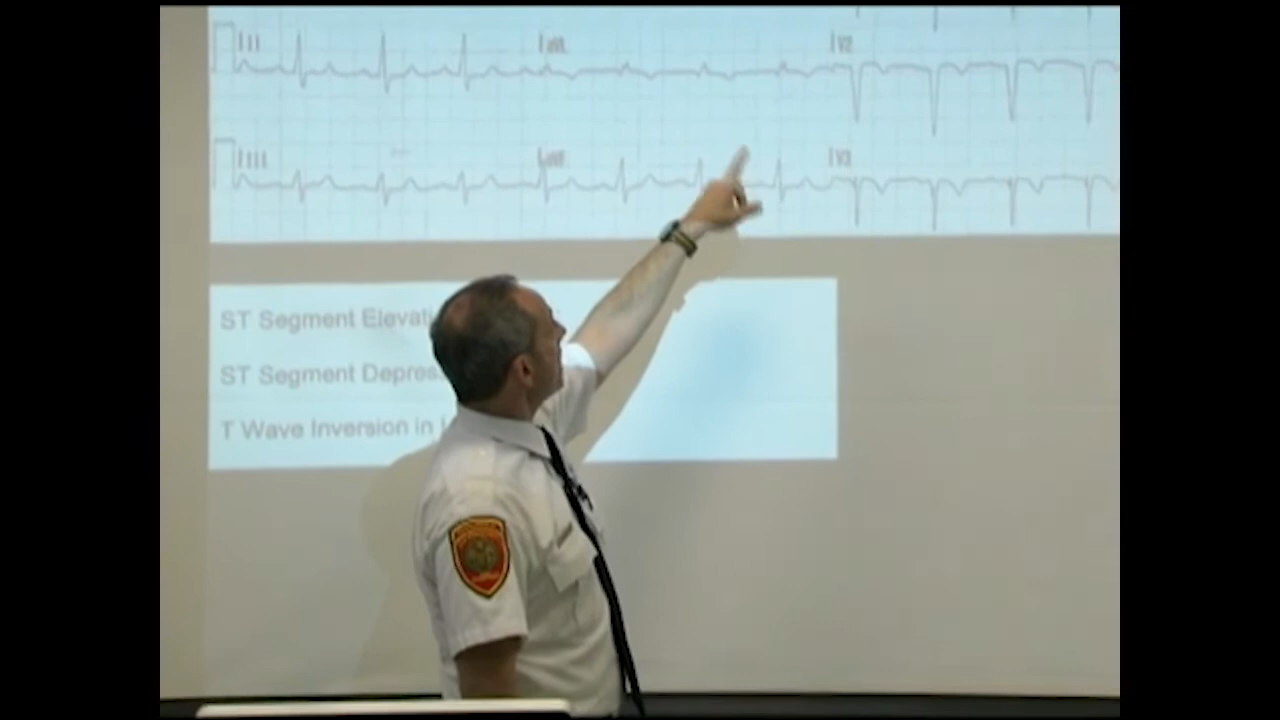 II aVL V2
III aVF V3
ST Segment Elevati
ST Segment Depres
T Wave Inversion in